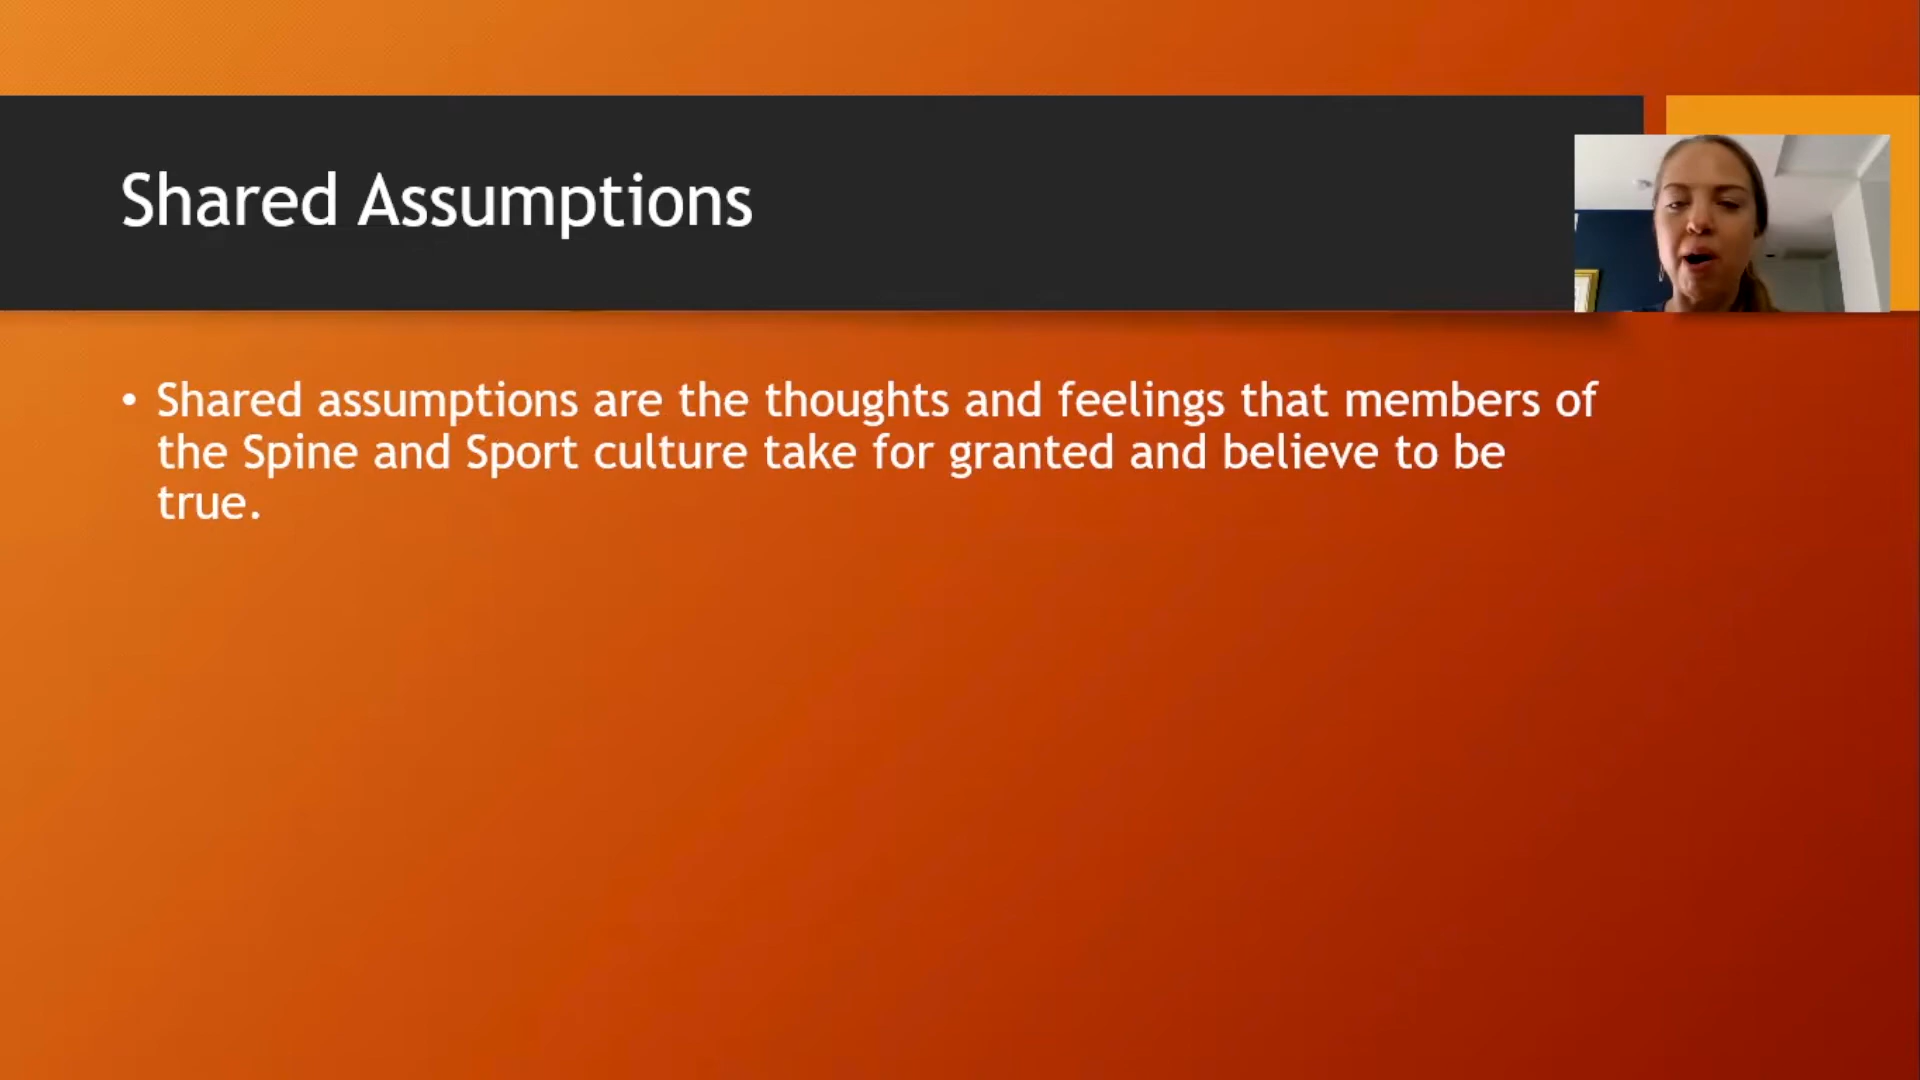 Shared Assumptions
• Shared assumptions are the thoughts and feelings that members of
the Spine and Sport culture take for granted and believe to be
true.